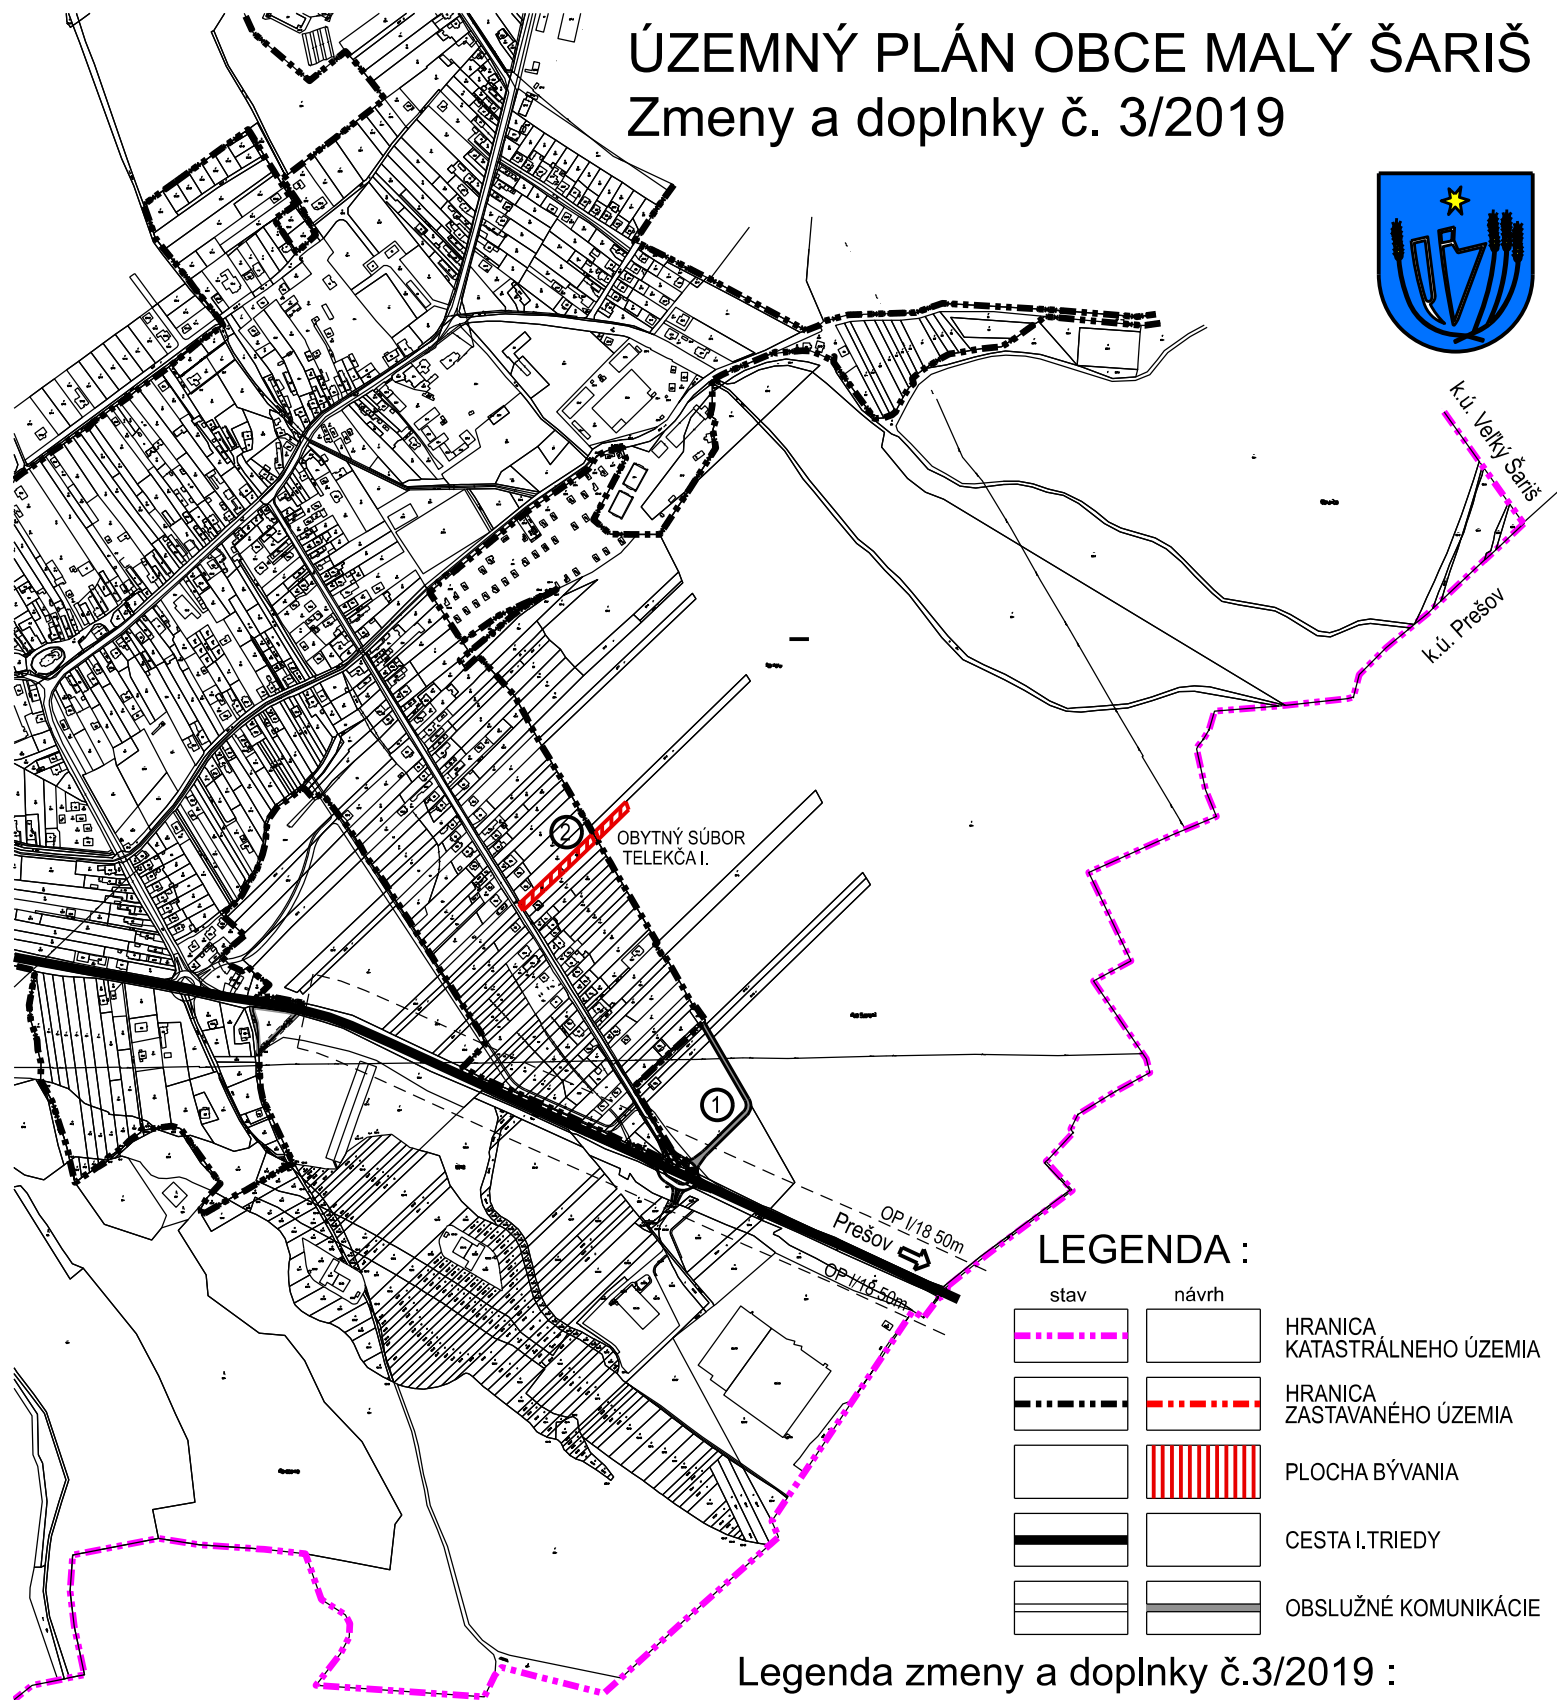 ÚZEMNÝ PLÁN OBCE MALÝ ŠARIŠ
Zmeny a doplnky č. 3/2019
k.ú. Veľký Šariš
k.ú. Prešov
2
OBYTNÝ SÚBOR
TELEKČA I.
1
OP I/18 50m
Prešov
OP I/18 50m
LEGENDA :
stav návrh
HRANICA
KATASTRÁLNEHO ÚZEMIA
HRANICA
ZASTAVANÉHO ÚZEMIA
PLOCHA BÝVANIA
CESTA I.TRIEDY
OBSLUŽNÉ KOMUNIKÁCIE
Legenda zmeny a doplnky č.3/2019 :